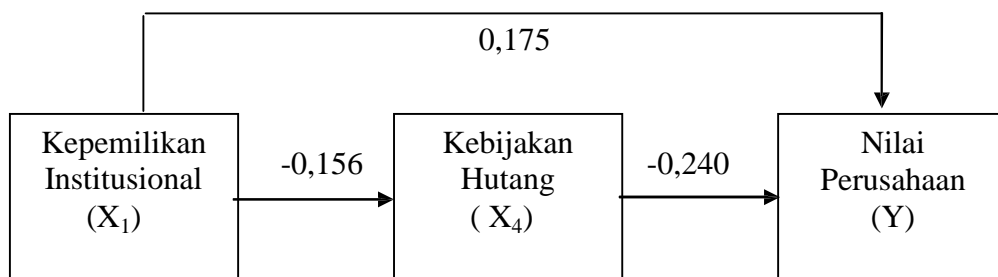 0,175
Kepemilikan
Institusional
(X₁)
-0,156
Kebijakan
Hutang
( X₄)
-0,240
Nilai
Perusahaan
(Y)